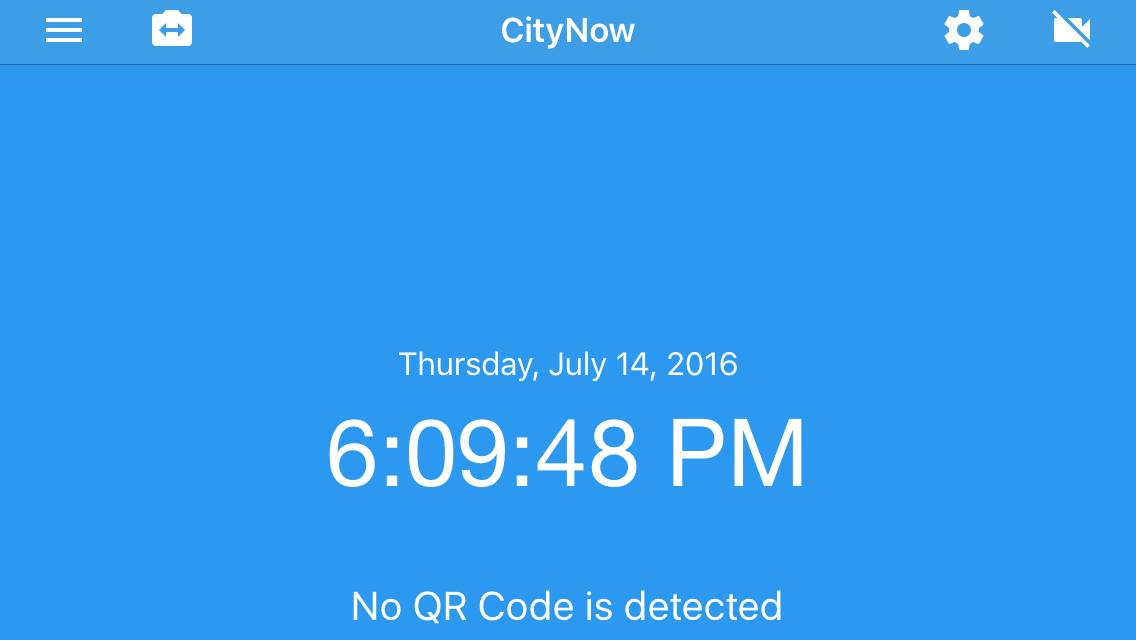 CityNow
Thursday, July 14, 2016
6:09:48 PM
No QR Code is detected